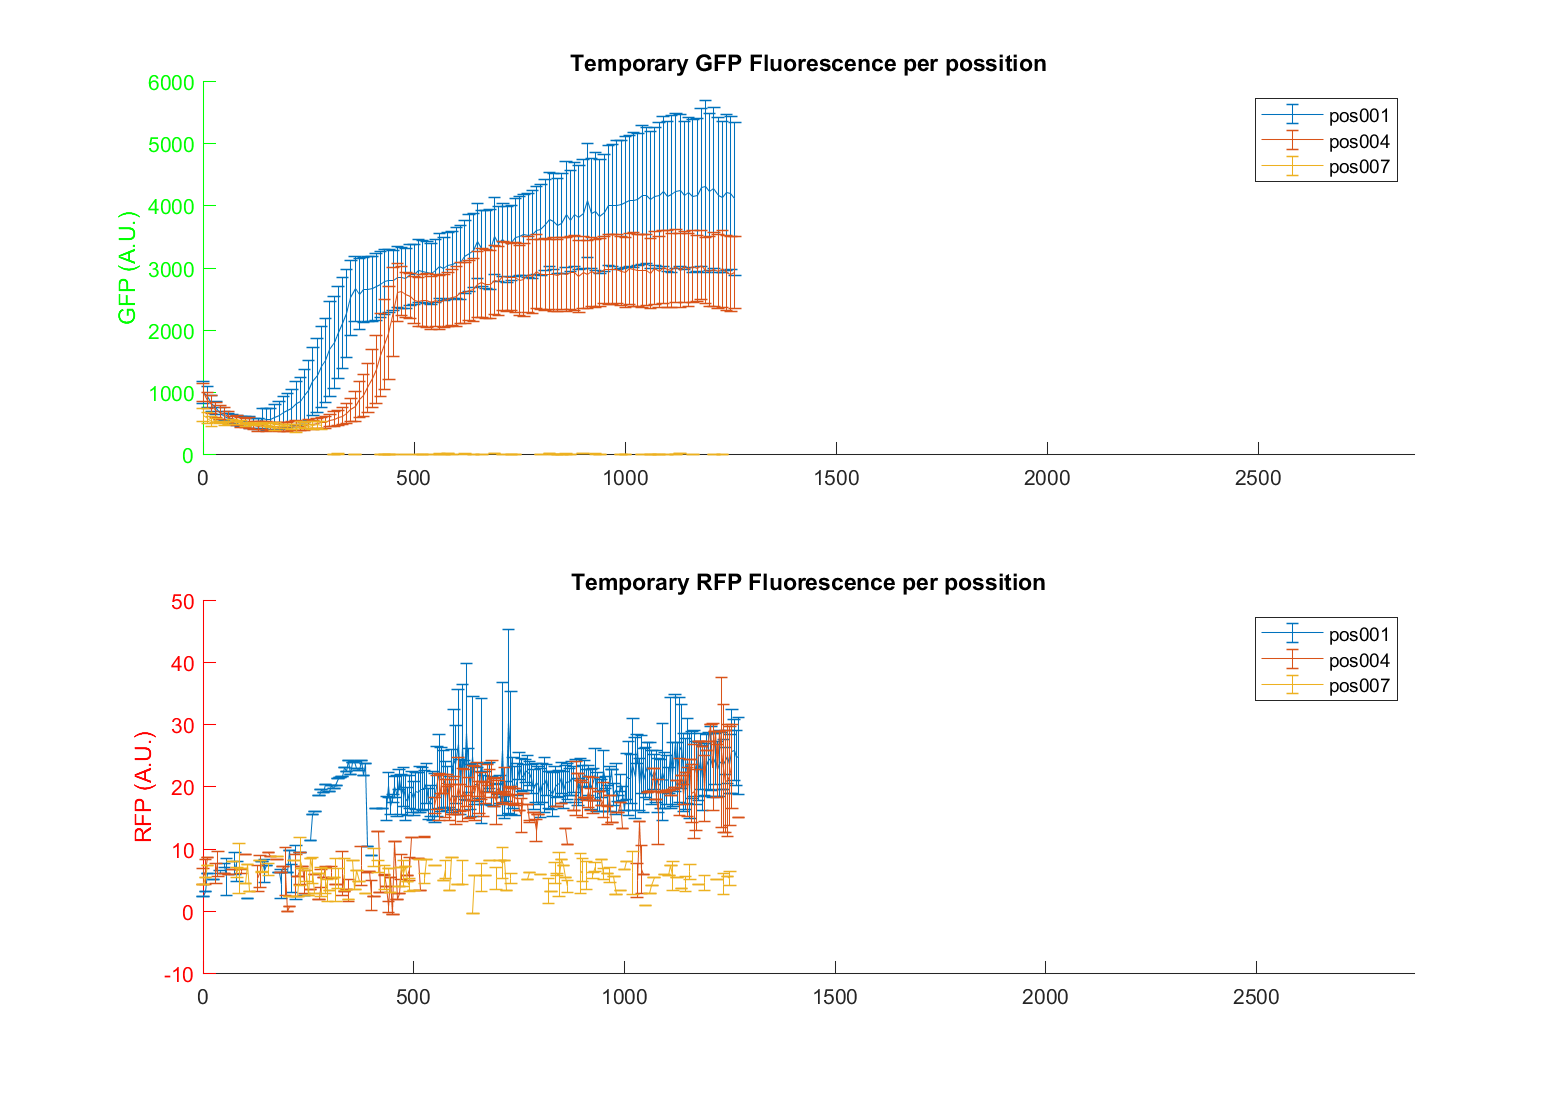 Temporary GFP Fluorescence per possition
6000
5000
4000
3000
2000
1000
0
GFP (A.U.)
0 500 1000 1500 2000 2500
pos001
pos004
pos007
Temporary RFP Fluorescence per possition
50
40
30
20
10
0
-10
RFP (A.U.)
0 500 1000 1500 2000 2500
pos001
pos004
pos007